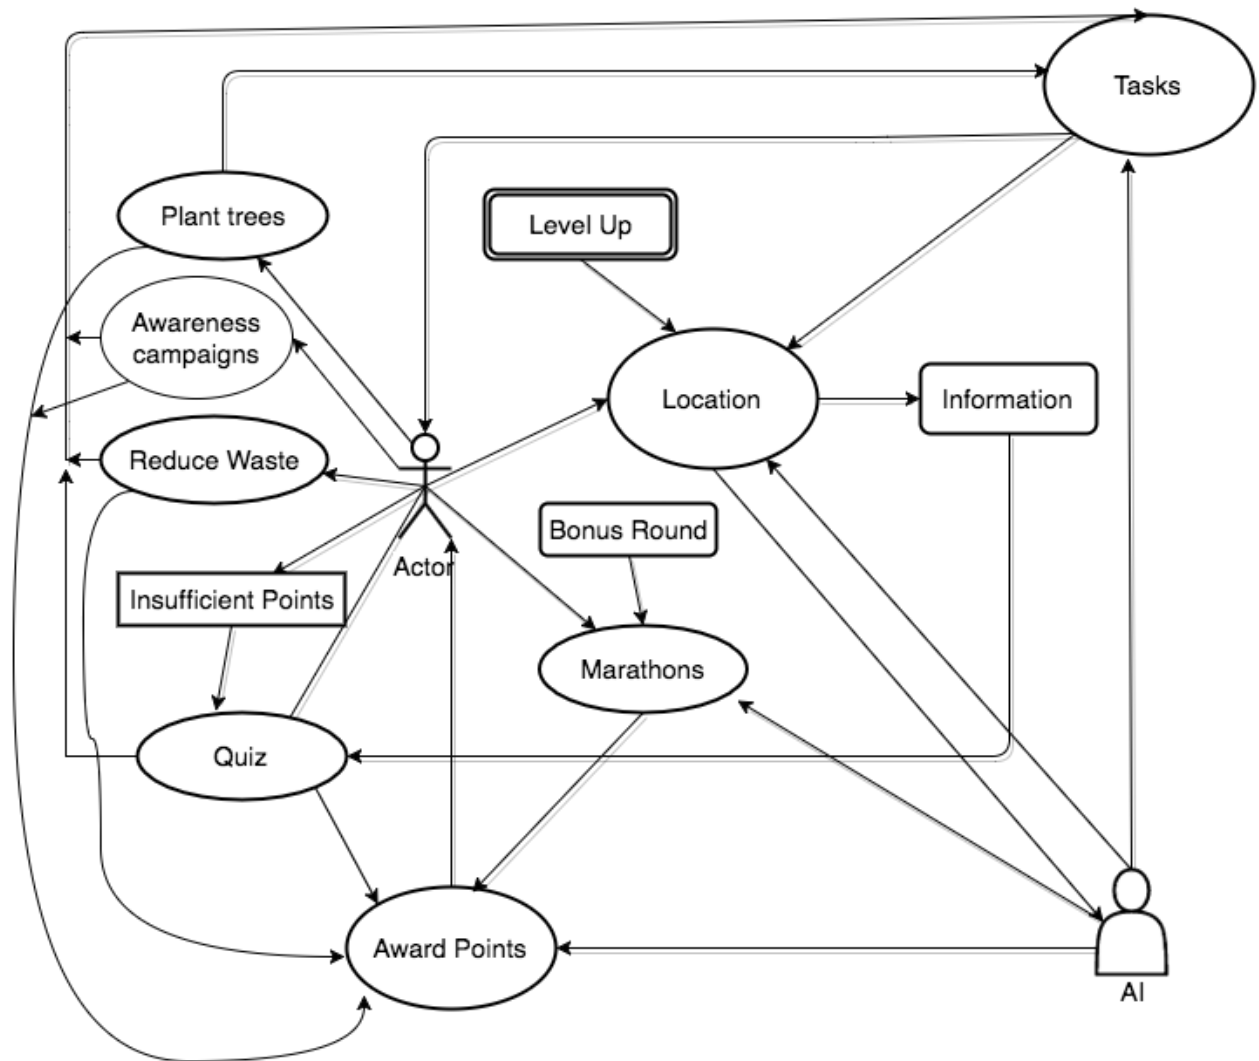 Tasks
Plant trees
Level Up
Awareness
campaigns
Location
Information
Reduce Waste
Bonus Round
Actor
Insufficient Points
Marathons
Quiz
Award Points
AI